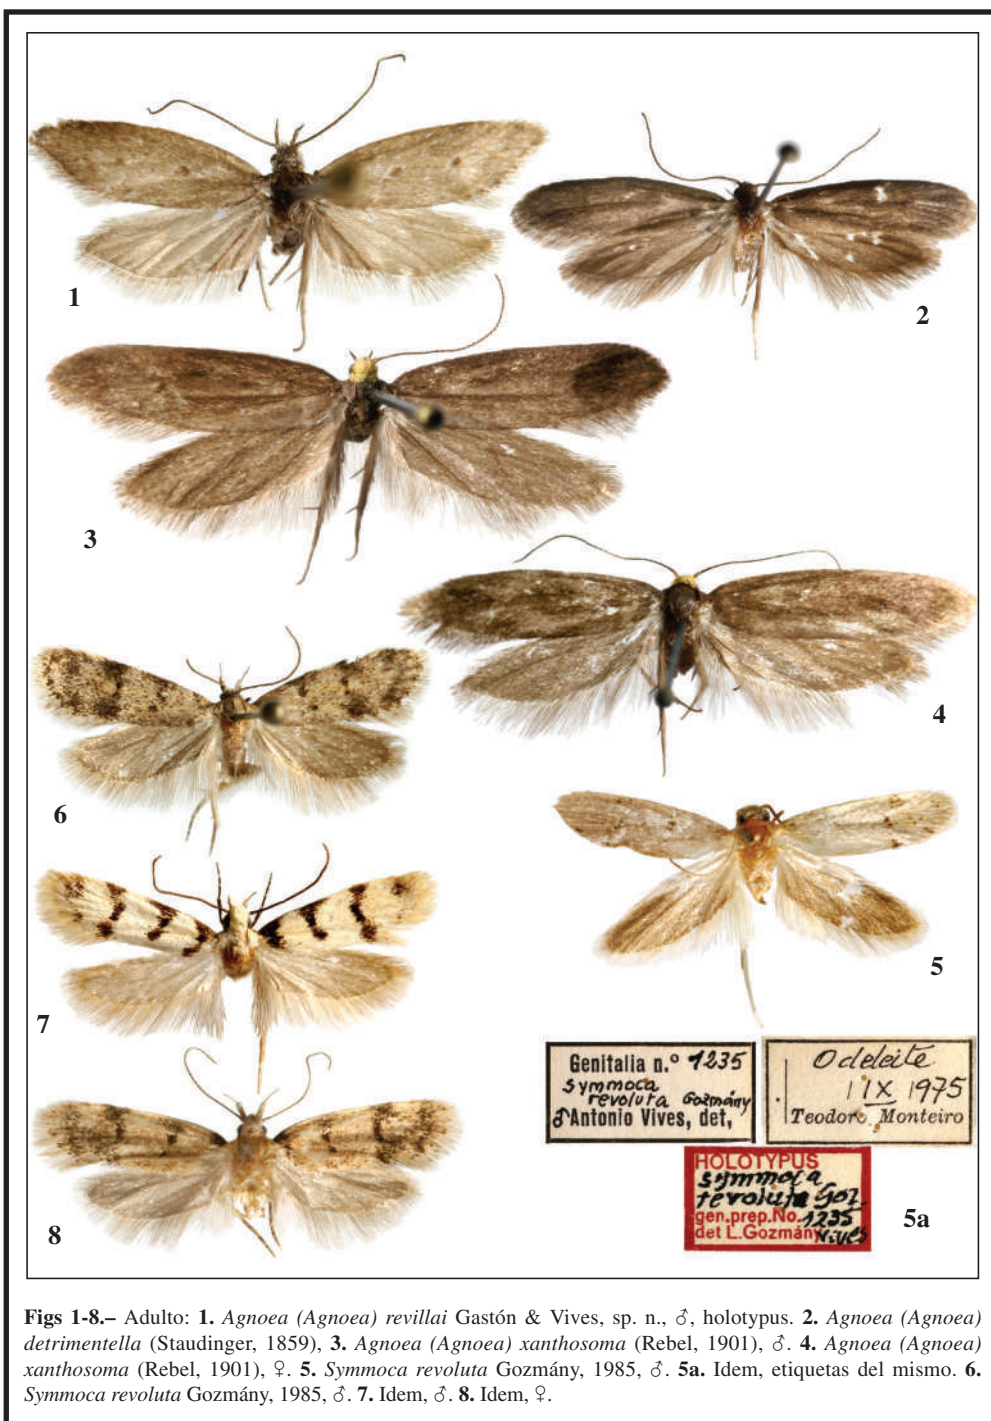 1
2
3
4
6
5
7
Genitalia n.º 1235
Symmoca
revoluta Gozmány
♂Antonio Vives, det,
Odeleite
1 IX 1975
Teodoro Monteiro
HOLOTYPUS
Symmoca
revoluta Goz.
gen.prep.No. 1235
det L.Gozmány Vives
5a
8
Figs 1-8.– Adulto: 1. Agnoea (Agnoea) revillai Gastón & Vives, sp. n., ♂, holotypus. 2. Agnoea (Agnoea)
detrimentella (Staudinger, 1859), 3. Agnoea (Agnoea) xanthosoma (Rebel, 1901), ♂. 4. Agnoea (Agnoea)
xanthosoma (Rebel, 1901), ♀. 5. Symmoca revoluta Gozmány, 1985, ♂. 5a. Idem, etiquetas del mismo. 6.
Symmoca revoluta Gozmány, 1985, ♂. 7. Idem, ♂. 8. Idem, ♀.